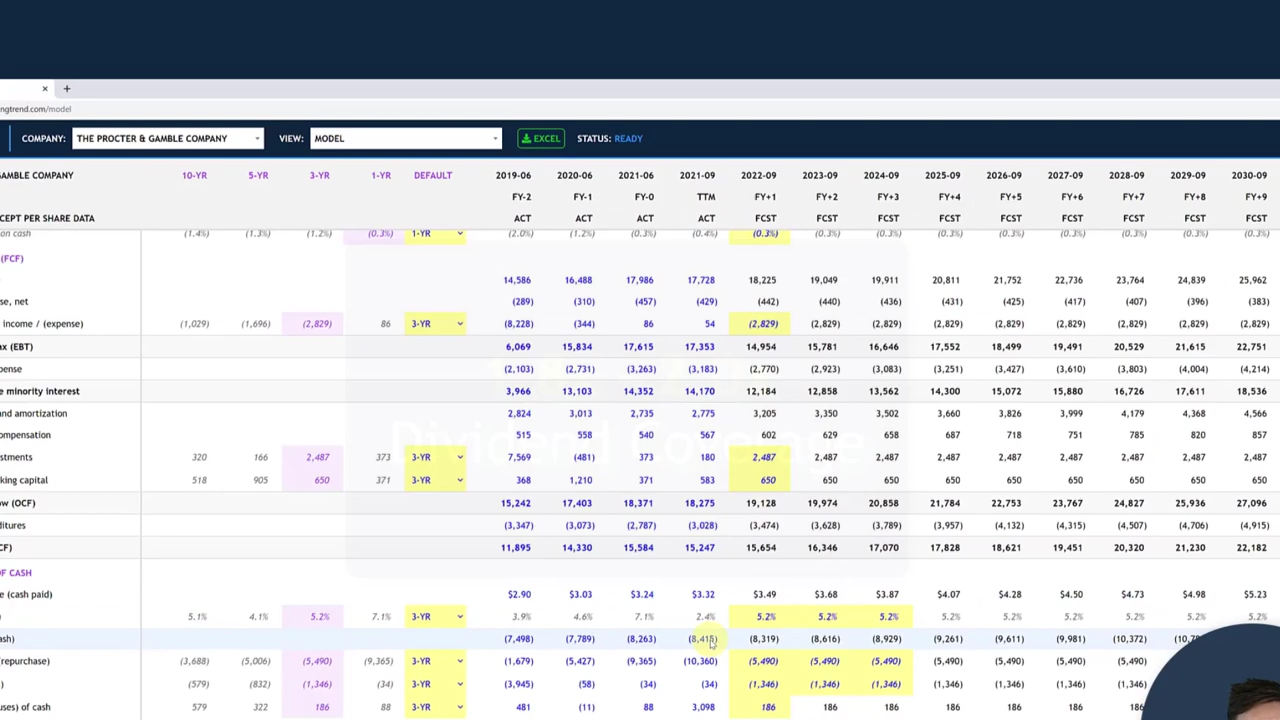 × +
ngtrend.com/model
COMPANY: THE PROCTER & GAMBLE COMPANY VIEW: MODEL EXCEL STATUS: READY
GAMBLE COMPANY 10-YR 5-YR 3-YR 1-YR DEFAULT 2019-06 2020-06 2021-06 2021-09 2022-09 2023-09 2024-09 2025-09 2026-09 2027-09 2028-09 2029-09 2030-09
FY-2 FY-1 FY-0 TTM FY+1 FY+2 FY+3 FY+4 FY+5 FY+6 FY+7 FY+8 FY+9
CEPT PER SHARE DATA ACT ACT ACT ACT FCST FCST FCST FCST FCST FCST FCST FCST FCST
on cash (1.4%) (1.3%) (1.2%) (0.3%) 1-YR (2.0%) (1.2%) (0.3%) (0.4%) (0.3%) (0.3%) (0.3%) (0.3%) (0.3%) (0.3%) (0.3%) (0.3%) (0.3%)
(FCF)
14,586 16,488 17,986 17,728 18,225 19,049 19,911 20,811 21,752 22,736 23,764 24,839 25,962
se, net (289) (310) (457) (429) (442) (440) (436) (431) (425) (417) (407) (396) (383)
income / (expense) (1,029) (1,696) (2,829) 86 3-YR (8,228) (344) 86 54 (2,829) (2,829) (2,829) (2,829) (2,829) (2,829) (2,829) (2,829) (2,829)
ax (EBT) 6,069 15,834 17,615 17,353 14,954 15,781 16,646 17,552 18,499 19,491 20,529 21,615 22,751
pense (2,103) (2,731) (3,263) (3,183) (2,770) (2,923) (3,083) (3,251) (3,427) (3,610) (3,803) (4,004) (4,214)
e minority interest 3,966 13,103 14,352 14,170 12,184 12,858 13,562 14,300 15,072 15,880 16,726 17,611 18,536
and amortization 2,824 3,013 2,735 2,775 3,205 3,350 3,502 3,660 3,826 3,999 4,179 4,368 4,566
ompensation 515 558 540 567 602 629 658 687 718 751 785 820 857
Dividend Coverage
stments 320 166 2,487 373 3-YR 7,569 (481) 373 180 2,487 2,487 2,487 2,487 2,487 2,487 2,487 2,487 2,487
king capital 518 905 650 371 3-YR 368 1,210 371 583 650 650 650 650 650 650 650 650 650
ow (OCF) 15,242 17,403 18,371 18,275 19,128 19,974 20,858 21,784 22,753 23,767 24,827 25,936 27,096
ditures (3,347) (3,073) (2,787) (3,028) (3,474) (3,628) (3,789) (3,957) (4,132) (4,315) (4,507) (4,706) (4,915)
CF) 11,895 14,330 15,584 15,247 15,654 16,346 17,070 17,828 18,621 19,451 20,320 21,230 22,182
OF CASH
e (cash paid) $2.90 $3.03 $3.24 $3.32 $3.49 $3.68 $3.87 $4.07 $4.28 $4.50 $4.73 $4.98 $5.23
) 5.1% 4.1% 5.2% 7.1% 3-YR 3.9% 4.6% 7.1% 2.4% 5.2% 5.2% 5.2% 5.2% 5.2% 5.2% 5.2% 5.2% 5.2%
ash) (7,498) (7,789) (8,263) (8,319) (8,616) (8,929) (9,261) (9,611) (9,981) (10,372)
(repurchase) (3,688) (5,006) (5,490) (9,365) 3-YR (1,679) (5,427) (9,365) (10,360) (5,490) (5,490) (5,490) (5,490) (5,490) (5,490) (5,490) (5,490) (5,490)
) (579) (832) (1,346) (34) 3-YR (3,945) (58) (34) (34) (1,346) (1,346) (1,346) (1,346) (1,346) (1,346) (1,346)
uses) of cash 579 322 186 88 3-YR 481 (11) 88 3,098 186 186 186 186 186 186 186